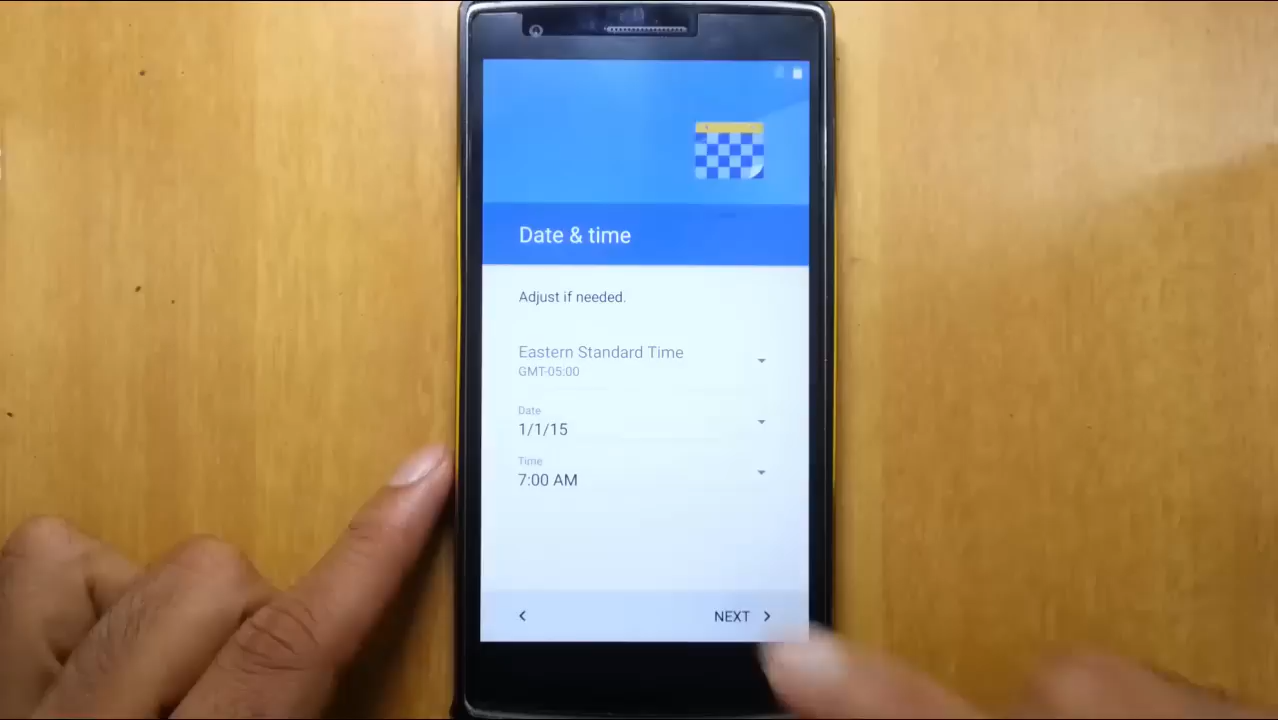 Date & time
Adjust if needed.
Eastern Standard Time
GMT-05:00
Date
1/1/15
Time
7:00 AM
NEXT